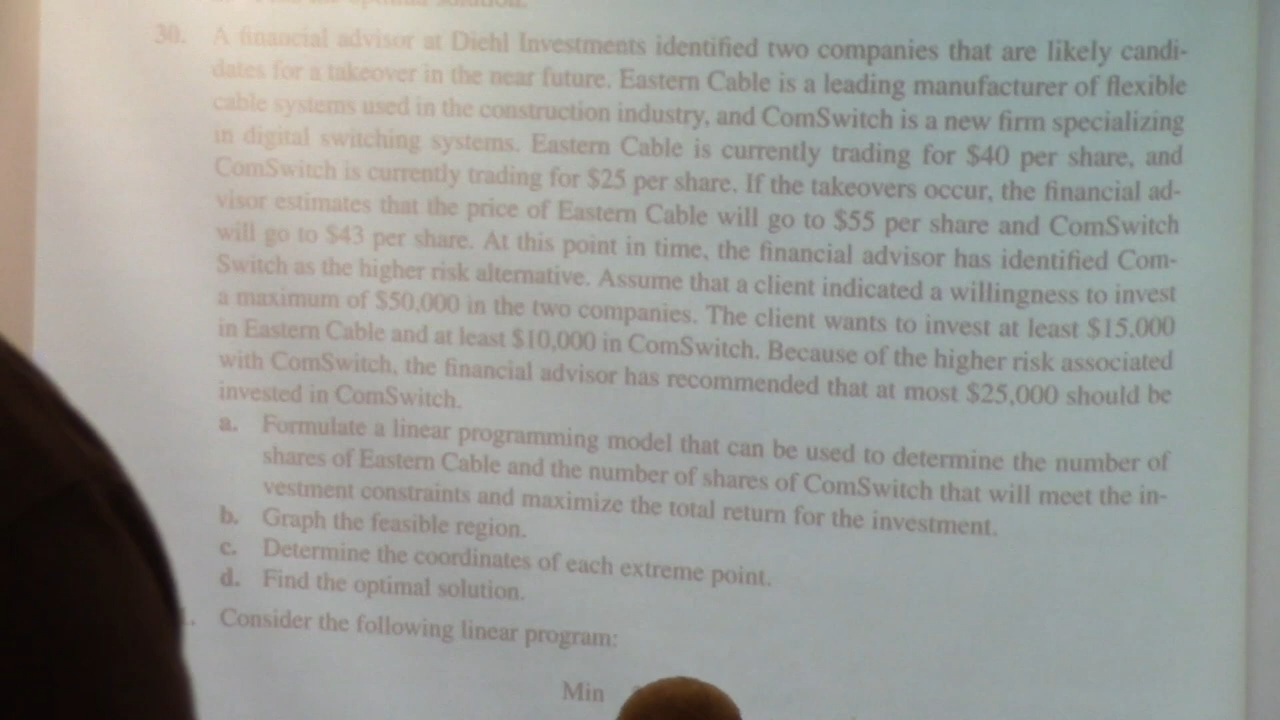 optimal solution.
30. A financial advisor at Diehl Investments identified two companies that are likely candi-
dates for a takeover in the near future. Eastern Cable is a leading manufacturer of flexible
cable systems used in the construction industry, and ComSwitch is a new firm specializing
in digital switching systems. Eastern Cable is currently trading for $40 per share, and
ComSwitch is currently trading for $25 per share. If the takeovers occur, the financial ad-
visor estimates that the price of Eastern Cable will go to $55 per share and ComSwitch
will go to $43 per share. At this point in time, the financial advisor has identified Com-
Switch as the higher risk alternative. Assume that a client indicated a willingness to invest
a maximum of $50,000 in the two companies. The client wants to invest at least $15,000
in Eastern Cable and at least $10,000 in ComSwitch. Because of the higher risk associated
with ComSwitch, the financial advisor has recommended that at most $25,000 should be
invested in ComSwitch.
a. Formulate a linear programming model that can be used to determine the number of
shares of Eastern Cable and the number of shares of ComSwitch that will meet the in-
vestment constraints and maximize the total return for the investment.
b. Graph the feasible region.
c. Determine the coordinates of each extreme point.
d. Find the optimal solution.
Consider the following linear program:
Min